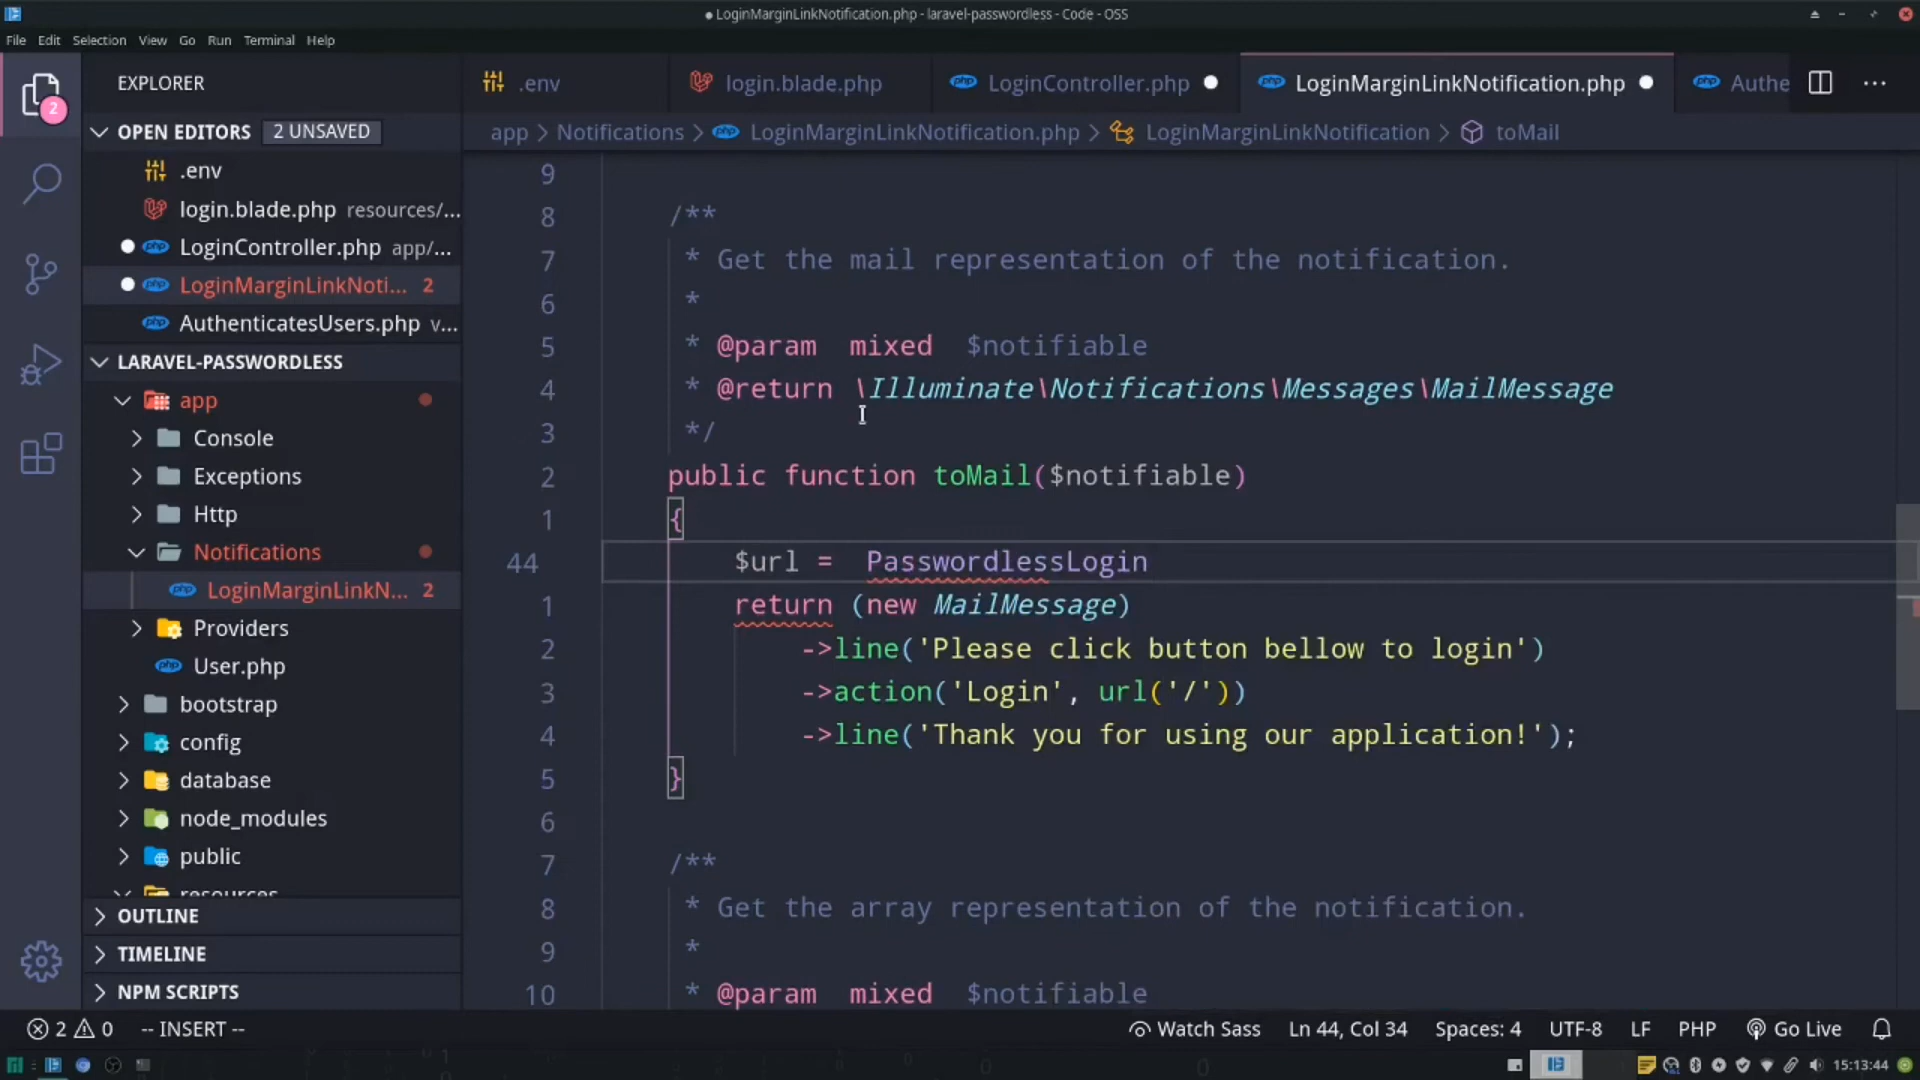 LoginMarginLinkNotification.php - laravel-passwordless - Code - OSS
File Edit Selection View Go Run Terminal Help
EXPLORER
.env
login.blade.php
LoginController.php
LoginMarginLinkNotification.php
Authe
OPEN EDITORS 2 UNSAVED
app > Notifications > LoginMarginLinkNotification.php > LoginMarginLinkNotification > toMail
.env
login.blade.php resources/...
LoginController.php app/...
LoginMarginLinkNoti... 2
AuthenticatesUsers.php v...
LARAVEL-PASSWORDLESS
app
Console
Exceptions
Http
Notifications
LoginMarginLinkN... 2
Providers
User.php
bootstrap
config
database
node_modules
public
resources
OUTLINE
TIMELINE
NPM SCRIPTS
9
8 /**
7 * Get the mail representation of the notification.
6 *
5 * @param mixed $notifiable
4 * @return \Illuminate\Notifications\Messages\MailMessage
3 */
2 public function toMail($notifiable)
1 {
44 $url =  PasswordlessLogin
1 return (new MailMessage)
2 ->line('Please click button bellow to login')
3 ->action('Login', url('/'))
4 ->line('Thank you for using our application!');
5 }
6
7 /**
8 * Get the array representation of the notification.
9 *
10 * @param mixed $notifiable
2 0 -- INSERT -- Watch Sass Ln 44, Col 34 Spaces: 4 UTF-8 LF PHP Go Live
15:13:44